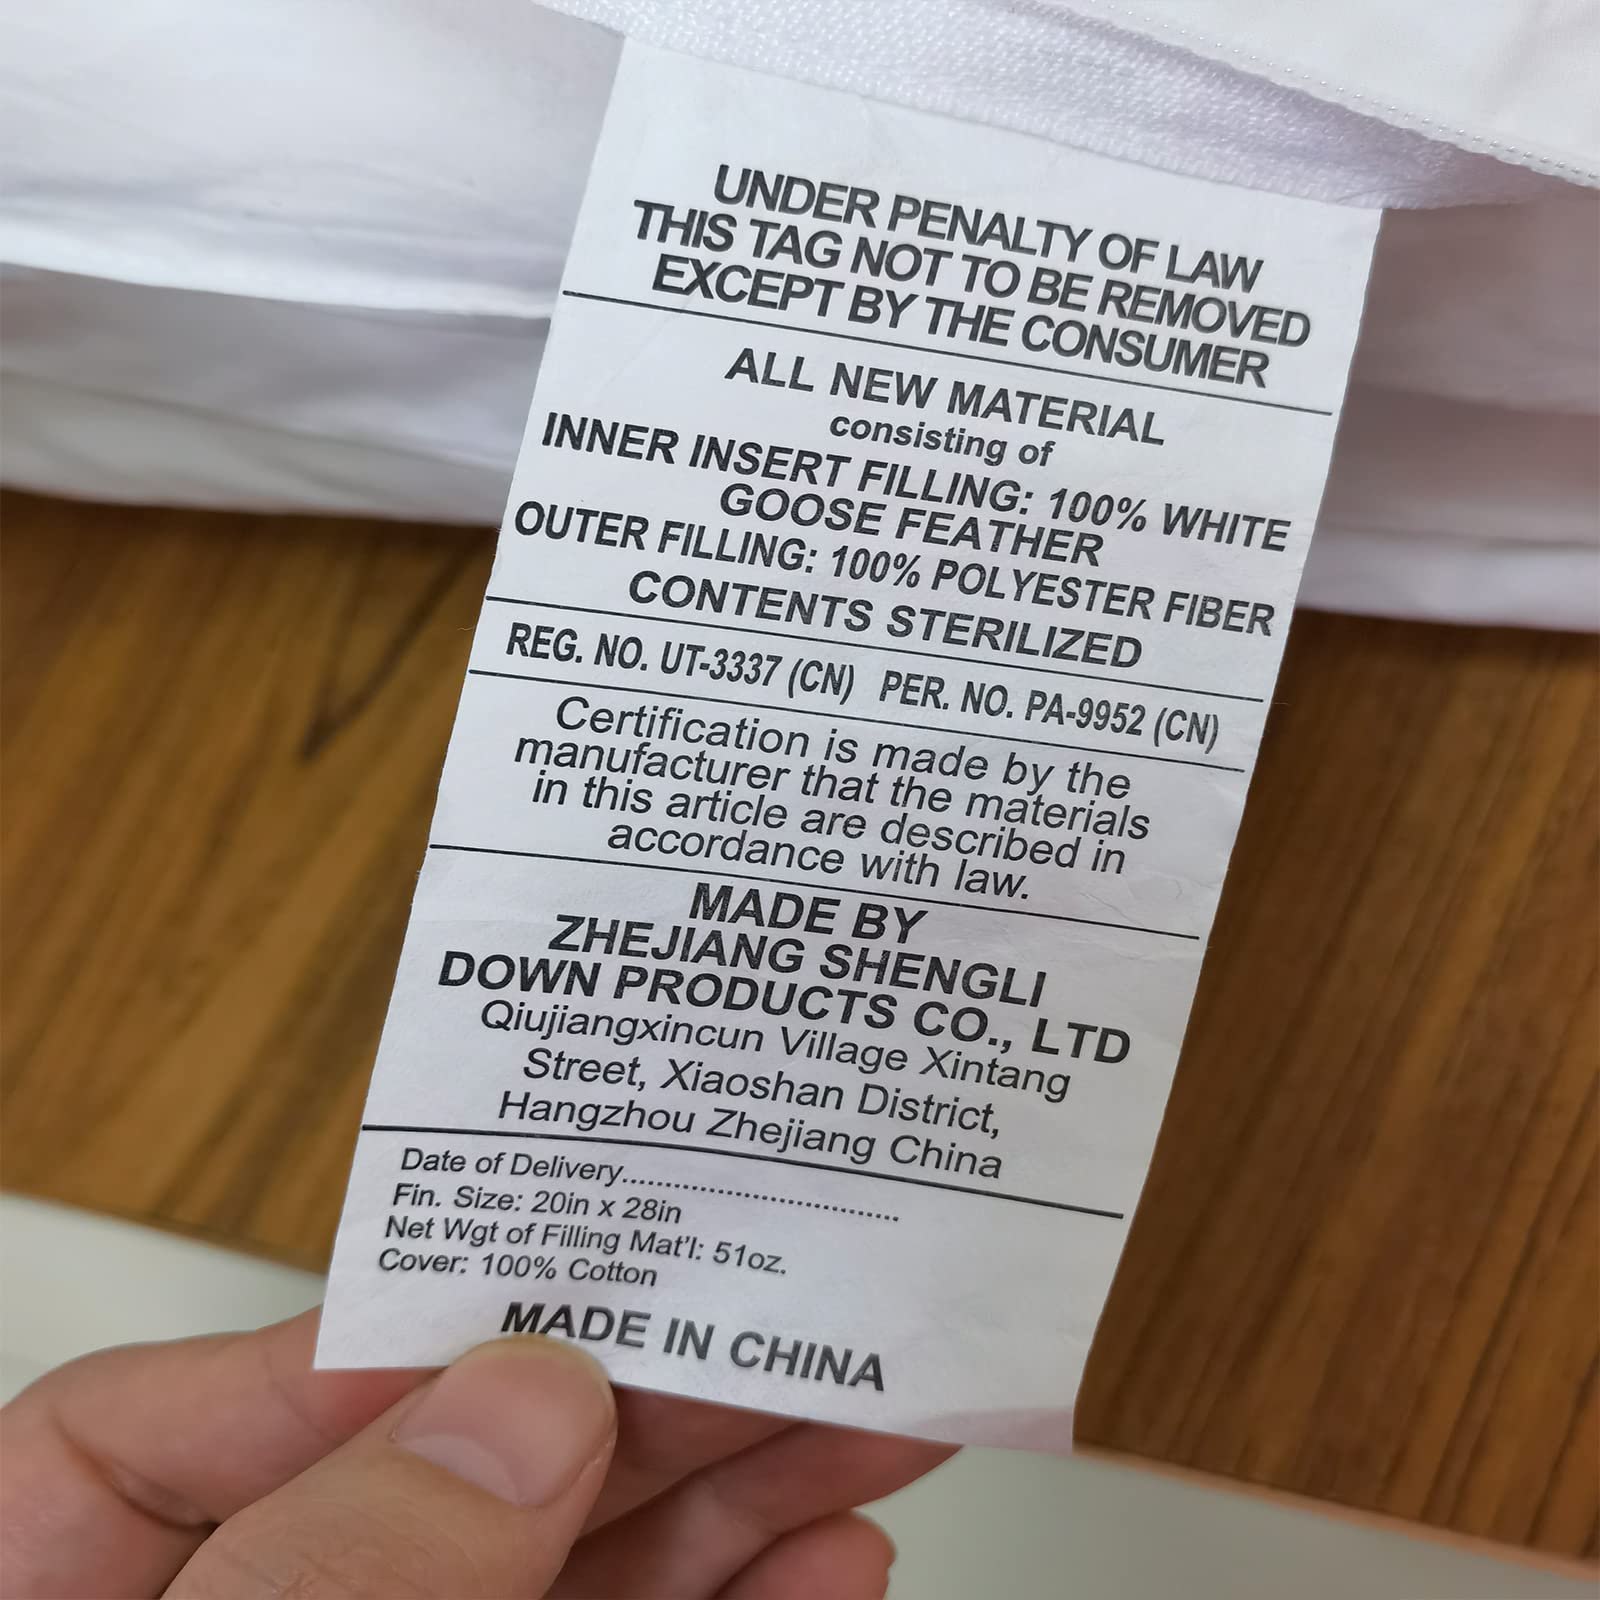 UNDER PENALTY OF LAW
THIS TAG NOT TO BE REMOVED
EXCEPT BY THE CONSUMER
ALL NEW MATERIAL
consisting of
INNER INSERT FILLING: 100% WHITE
GOOSE FEATHER
OUTER FILLING: 100% POLYESTER FIBER
CONTENTS STERILIZED
REG. NO. UT-3337 (CN) PER. NO. PA-9952 (CN)
Certification is made by the
manufacturer that the materials
in this article are described in
accordance with law.
MADE BY
ZHEJIANG SHENGLI
DOWN PRODUCTS CO., LTD
Qiujiangxincun Village Xintang
Street, Xiaoshan District,
Hangzhou Zhejiang China
Date of Delivery................................
Fin. Size: 20in x 28in
Net Wgt of Filling Mat'l: 51oz.
Cover: 100% Cotton
MADE IN CHINA